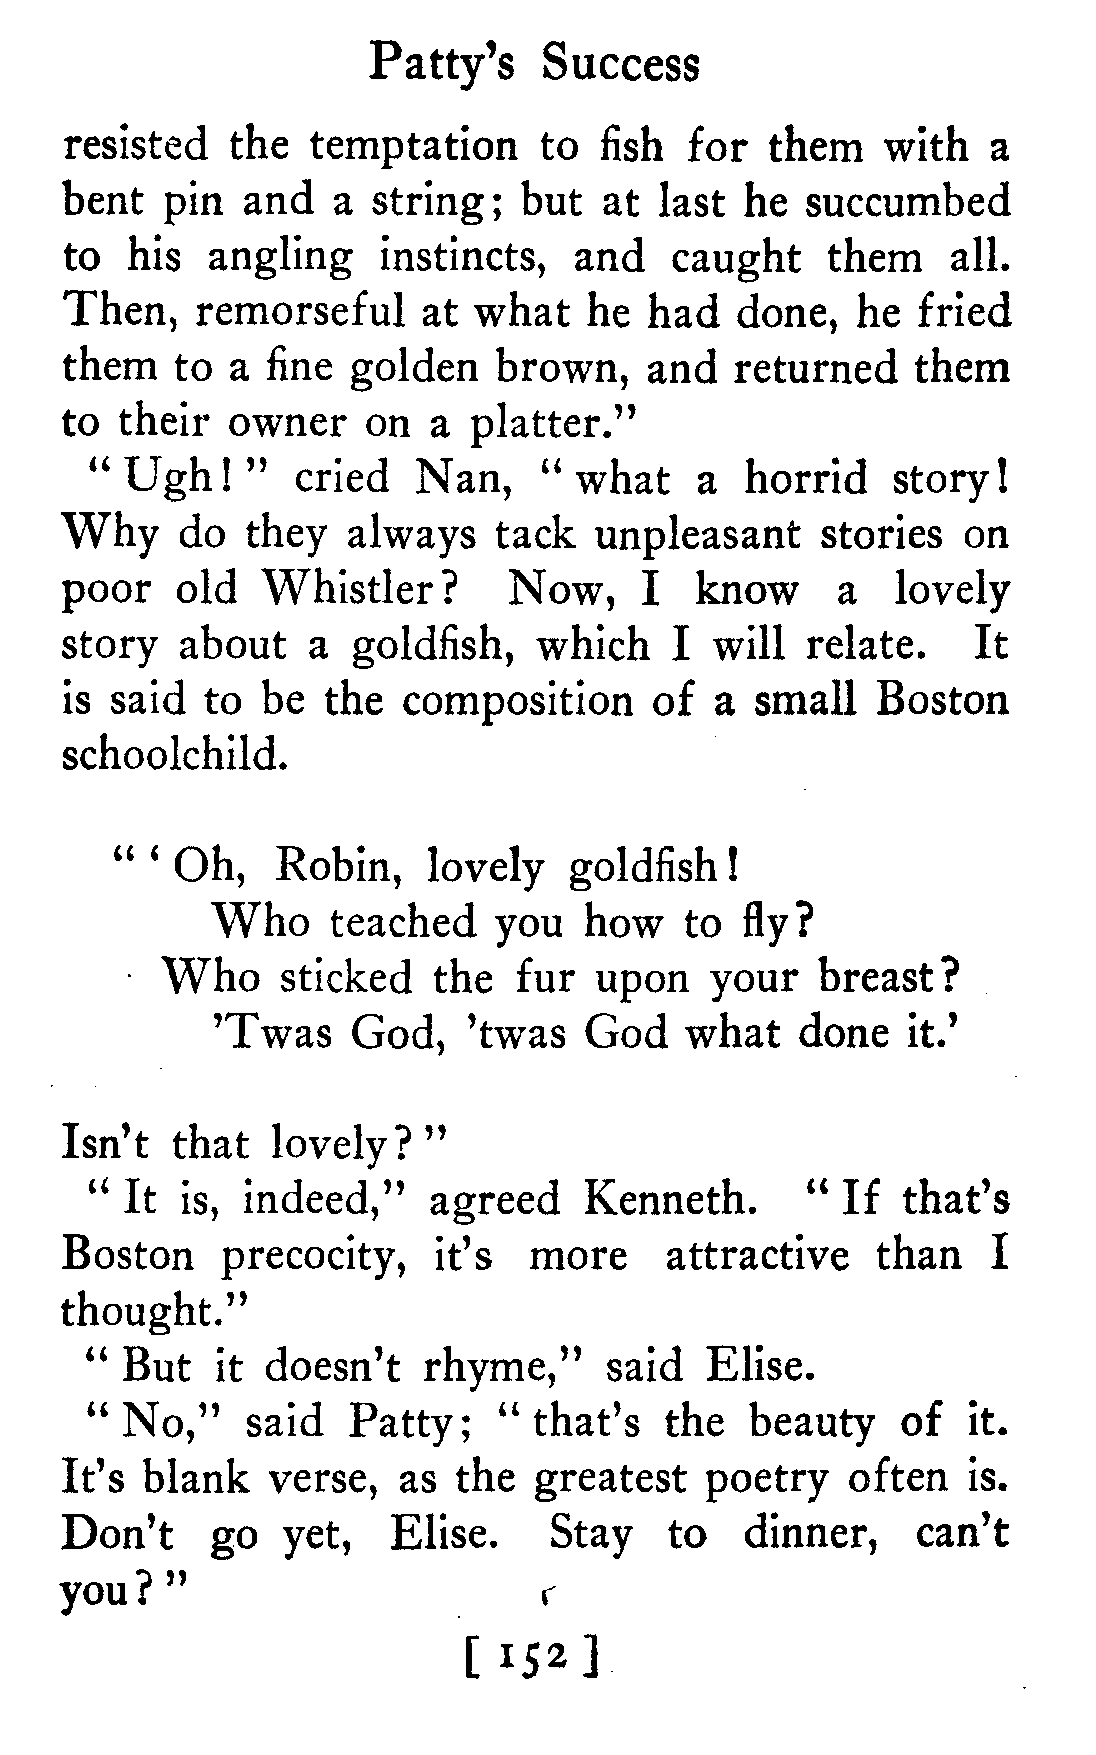 Patty's Success
resisted the temptation to fish for them with a
bent pin and a string; but at last he succumbed
to his angling instincts, and caught them all.
Then, remorseful at what he had done, he fried
them to a fine golden brown, and returned them
to their owner on a platter."
"Ugh!" cried Nan, "what a horrid story!
Why do they always tack unpleasant stories on
poor old Whistler? Now, I know a lovely
story about a goldfish, which I will relate. It
is said to be the composition of a small Boston
schoolchild.
"'Oh, Robin, lovely goldfish!
Who teached you how to fly?
Who sticked the fur upon your breast?
'Twas God, 'twas God what done it.'
Isn't that lovely?"
"It is, indeed," agreed Kenneth. "If that's
Boston precocity, it's more attractive than I
thought."
"But it doesn't rhyme," said Elise.
"No," said Patty; "that's the beauty of it.
It's blank verse, as the greatest poetry often is.
Don't go yet, Elise. Stay to dinner, can't
you?"
[ 152 ]